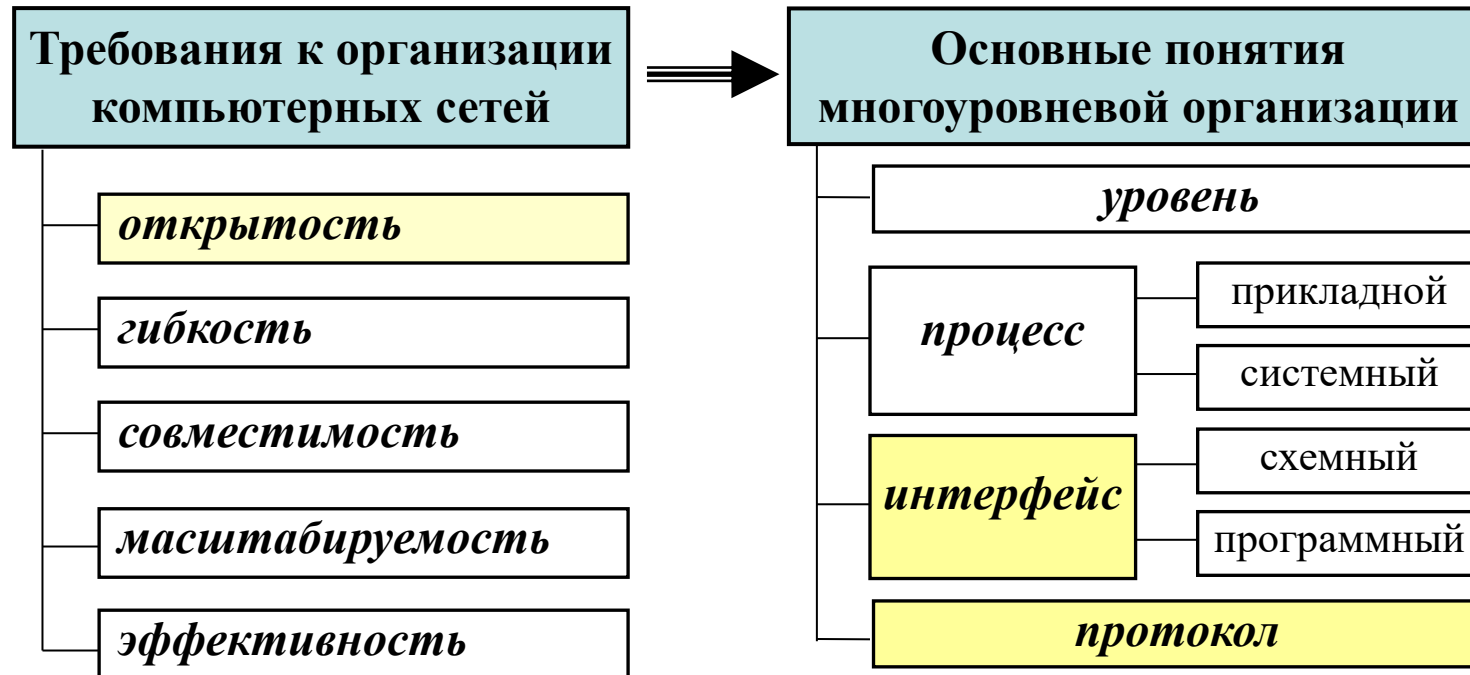 Требования к организации
компьютерных сетей
открытость
гибкость
совместимость
масштабируемость
эффективность
Основные понятия
многоуровневой организации
уровень
процесс
прикладной
системный
интерфейс
схемный
программный
протокол